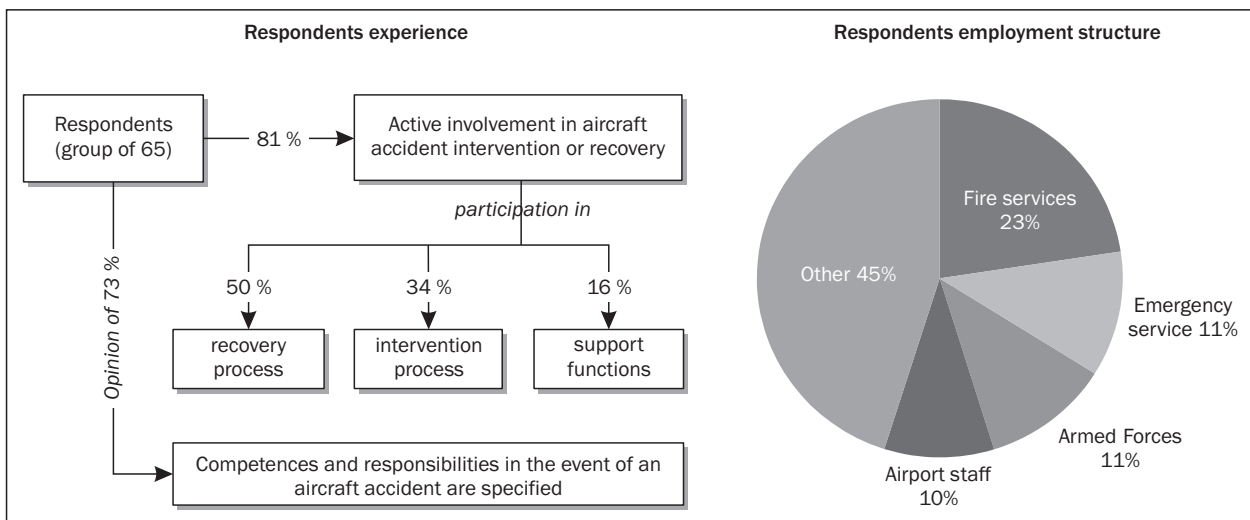 Respondents experience
Respondents
(group of 65)
81 %
Active involvement in aircraft
accident intervention or recovery
participation in
50 %
34 %
16 %
recovery
process
intervention
process
support
functions
Opinion of 73 %
Competences and responsibilities in the event of an
aircraft accident are specified
Respondents employment structure
Fire services
23%
Other 45%
Emergency
service 11%
Armed Forces
11%
Airport staff
10%